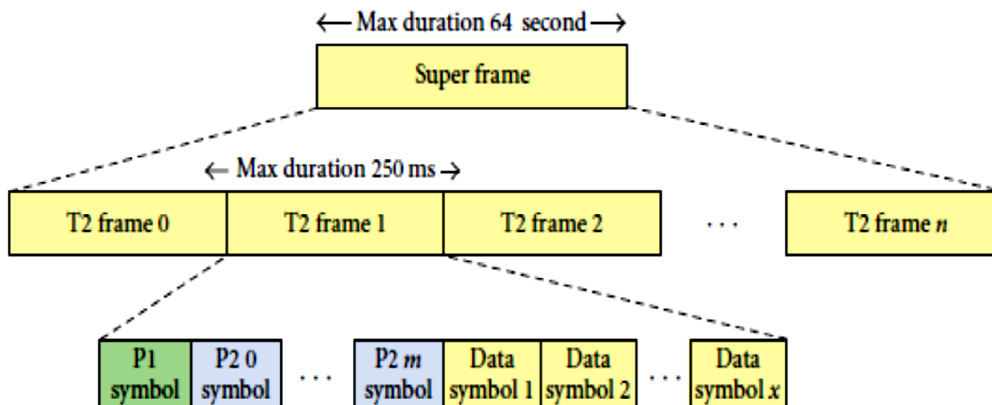 Max duration 64 second
Super frame
Max duration 250 ms
T2 frame 0
T2 frame 1
T2 frame 2
...
T2 frame n
P1 symbol
P2 0 symbol
...
P2 m symbol
Data symbol 1
Data symbol 2
...
Data symbol x